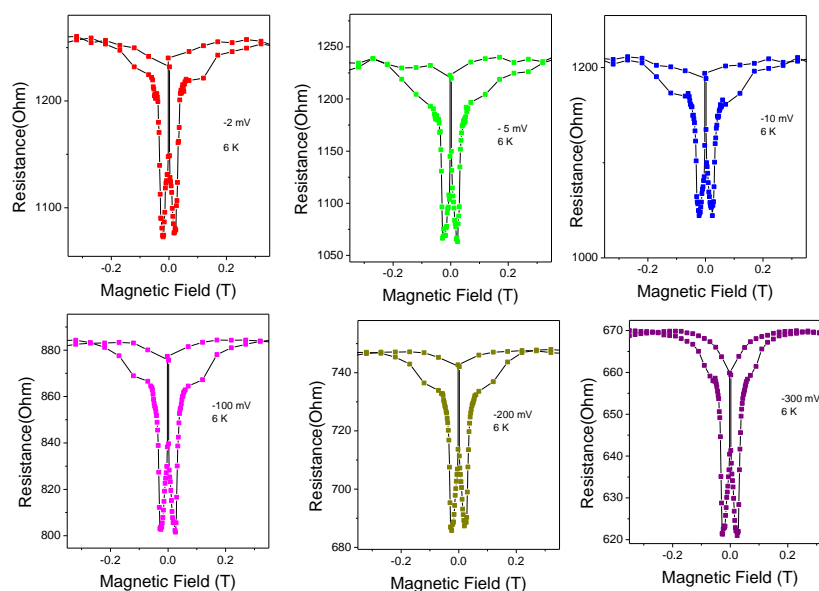 Resistance(Ohm)
1200
1100
-0.2
0.0
0.2
Magnetic Field (T)
-2 mV
6 K
Resistance(Ohm)
1250
1200
1150
1100
1050
-0.2
0.0
0.2
Magnetic Field (T)
- 5 mV
6 K
Resistance(Ohm)
1200
1100
1000
-0.2
0.0
0.2
Magnetic Field (T)
-10 mV
6 K
Resistance(Ohm)
880
860
840
820
800
-0.2
0.0
0.2
Magnetic Field (T)
-100 mV
6 K
Resistance(Ohm)
740
720
700
680
-0.2
0.0
0.2
Magnetic Field (T)
-200 mV
6 K
Resistance(Ohm)
670
660
650
640
630
620
-0.2
0.0
0.2
Magnetic Field (T)
-300 mV
6 K